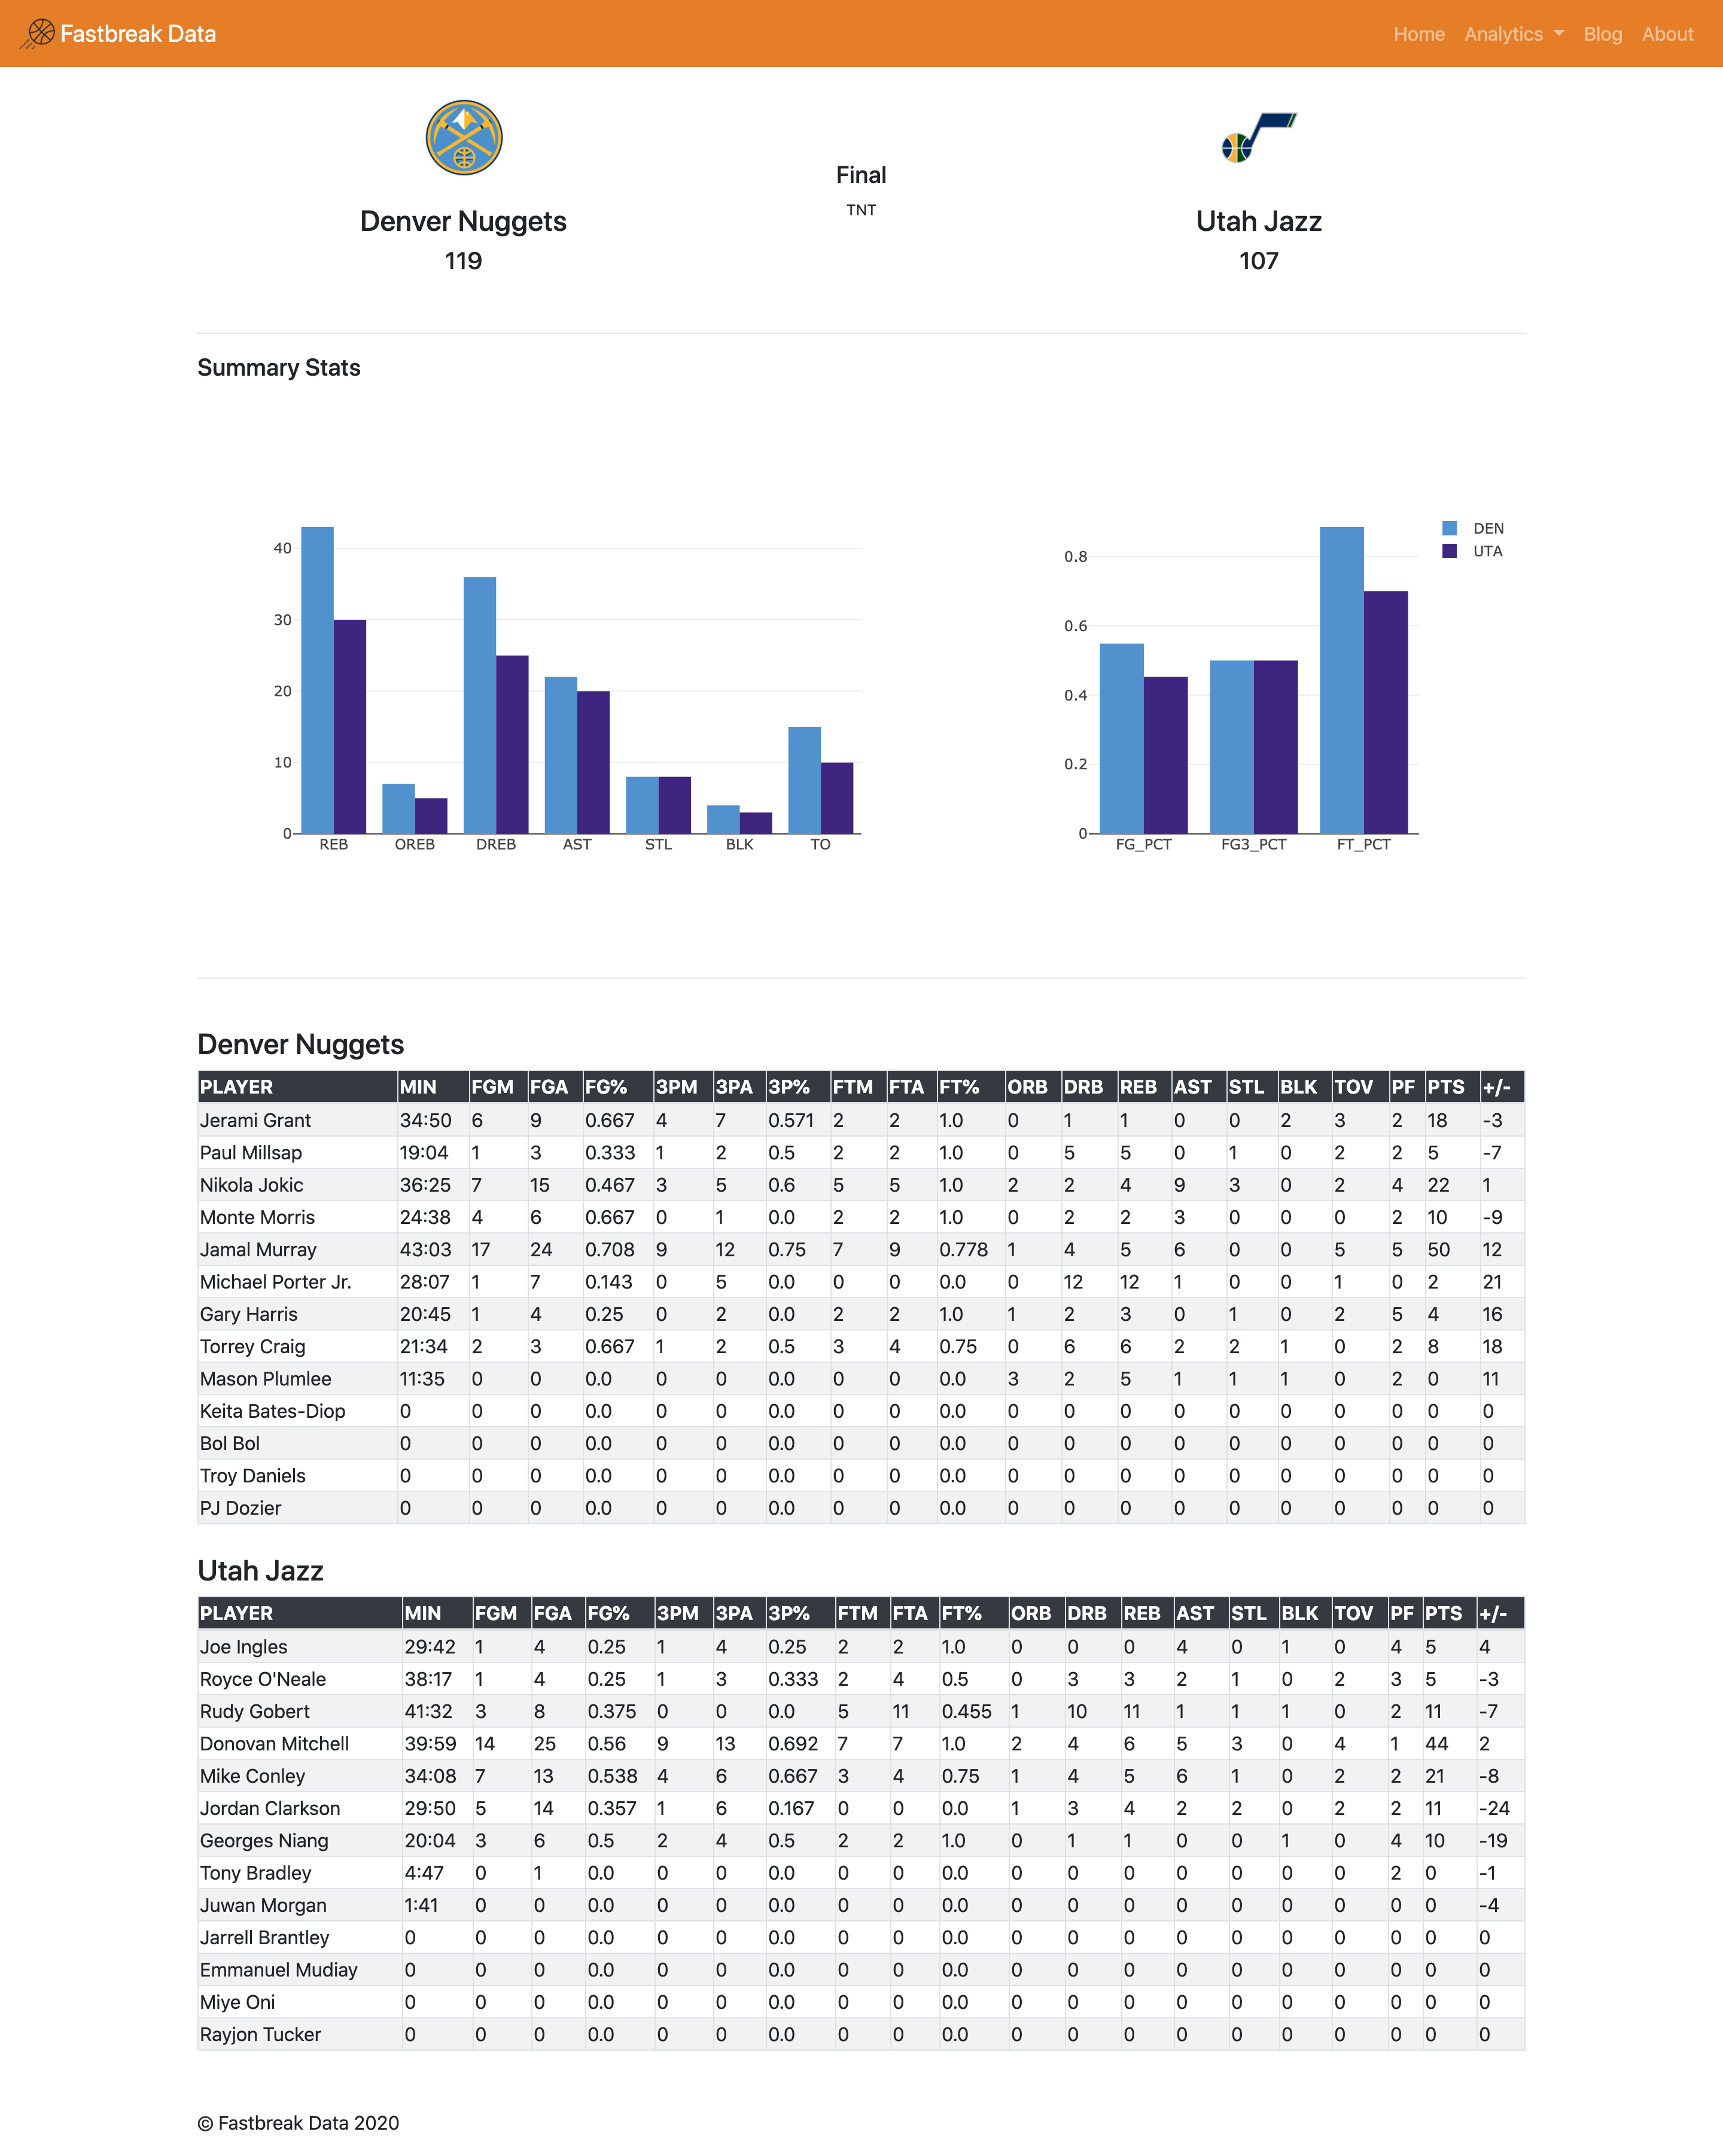 Fastbreak Data Home Analytics Blog About
Final
TNT
Denver Nuggets
119
Utah Jazz
107
Summary Stats
40
30
20
10
0
REB OREB DREB AST STL BLK TO
0.8
0.6
0.4
0.2
0
FG_PCT FG3_PCT FT_PCT
DEN
UTA
Denver Nuggets
PLAYER MIN FGM FGA FG% 3PM 3PA 3P% FTM FTA FT% ORB DRB REB AST STL BLK TOV PF PTS +/-
Jerami Grant 34:50 6 9 0.667 4 7 0.571 2 2 1.0 0 1 1 0 0 2 3 2 18 -3
Paul Millsap 19:04 1 3 0.333 1 2 0.5 2 2 1.0 0 5 5 0 1 0 2 2 5 -7
Nikola Jokic 36:25 7 15 0.467 3 5 0.6 5 5 1.0 2 2 4 9 3 0 2 4 22 1
Monte Morris 24:38 4 6 0.667 0 1 0.0 2 2 1.0 0 2 2 3 0 0 0 2 10 -9
Jamal Murray 43:03 17 24 0.708 9 12 0.75 7 9 0.778 1 4 5 6 0 0 5 5 50 12
Michael Porter Jr. 28:07 1 7 0.143 0 5 0.0 0 0 0.0 0 12 12 1 0 0 1 0 2 21
Gary Harris 20:45 1 4 0.25 0 2 0.0 2 2 1.0 1 2 3 0 1 0 2 5 4 16
Torrey Craig 21:34 2 3 0.667 1 2 0.5 3 4 0.75 0 6 6 2 2 1 0 2 8 18
Mason Plumlee 11:35 0 0 0.0 0 0 0.0 0 0 0.0 3 2 5 1 1 1 0 2 0 11
Keita Bates-Diop 0 0 0 0.0 0 0 0.0 0 0 0.0 0 0 0 0 0 0 0 0 0 0
Bol Bol 0 0 0 0.0 0 0 0.0 0 0 0.0 0 0 0 0 0 0 0 0 0 0
Troy Daniels 0 0 0 0.0 0 0 0.0 0 0 0.0 0 0 0 0 0 0 0 0 0 0
PJ Dozier 0 0 0 0.0 0 0 0.0 0 0 0.0 0 0 0 0 0 0 0 0 0 0
Utah Jazz
PLAYER MIN FGM FGA FG% 3PM 3PA 3P% FTM FTA FT% ORB DRB REB AST STL BLK TOV PF PTS +/-
Joe Ingles 29:42 1 4 0.25 1 4 0.25 2 2 1.0 0 0 0 4 0 1 0 4 5 4
Royce O'Neale 38:17 1 4 0.25 1 3 0.333 2 4 0.5 0 3 3 2 1 0 2 3 5 -3
Rudy Gobert 41:32 3 8 0.375 0 0 0.0 5 11 0.455 1 10 11 1 1 1 0 2 11 -7
Donovan Mitchell 39:59 14 25 0.56 9 13 0.692 7 7 1.0 2 4 6 5 3 0 4 1 44 2
Mike Conley 34:08 7 13 0.538 4 6 0.667 3 4 0.75 1 4 5 6 1 0 2 2 21 -8
Jordan Clarkson 29:50 5 14 0.357 1 6 0.167 0 0 0.0 1 3 4 2 2 0 2 2 11 -24
Georges Niang 20:04 3 6 0.5 2 4 0.5 2 2 1.0 0 1 1 0 0 1 0 4 10 -19
Tony Bradley 4:47 0 1 0.0 0 0 0.0 0 0 0.0 0 0 0 0 0 0 0 2 0 -1
Juwan Morgan 1:41 0 0 0.0 0 0 0.0 0 0 0.0 0 0 0 0 0 0 0 0 0 -4
Jarrell Brantley 0 0 0 0.0 0 0 0.0 0 0 0.0 0 0 0 0 0 0 0 0 0 0
Emmanuel Mudiay 0 0 0 0.0 0 0 0.0 0 0 0.0 0 0 0 0 0 0 0 0 0 0
Miye Oni 0 0 0 0.0 0 0 0.0 0 0 0.0 0 0 0 0 0 0 0 0 0 0
Rayjon Tucker 0 0 0 0.0 0 0 0.0 0 0 0.0 0 0 0 0 0 0 0 0 0 0
© Fastbreak Data 2020